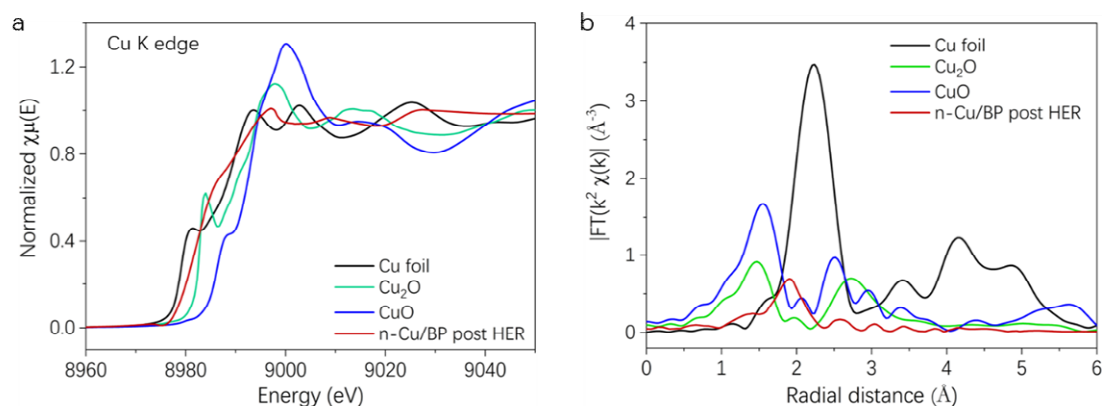 a
Cu K edge
Normalized χμ(E)
1.2
0.8
0.4
0.0
Cu foil
Cu₂O
CuO
n-Cu/BP post HER
8960
8980
9000
9020
9040
Energy (eV)
b
|FT(k² χ(k)| (Å⁻³)
4
3
2
1
0
Cu foil
Cu₂O
CuO
n-Cu/BP post HER
0
1
2
3
4
5
6
Radial distance (Å)